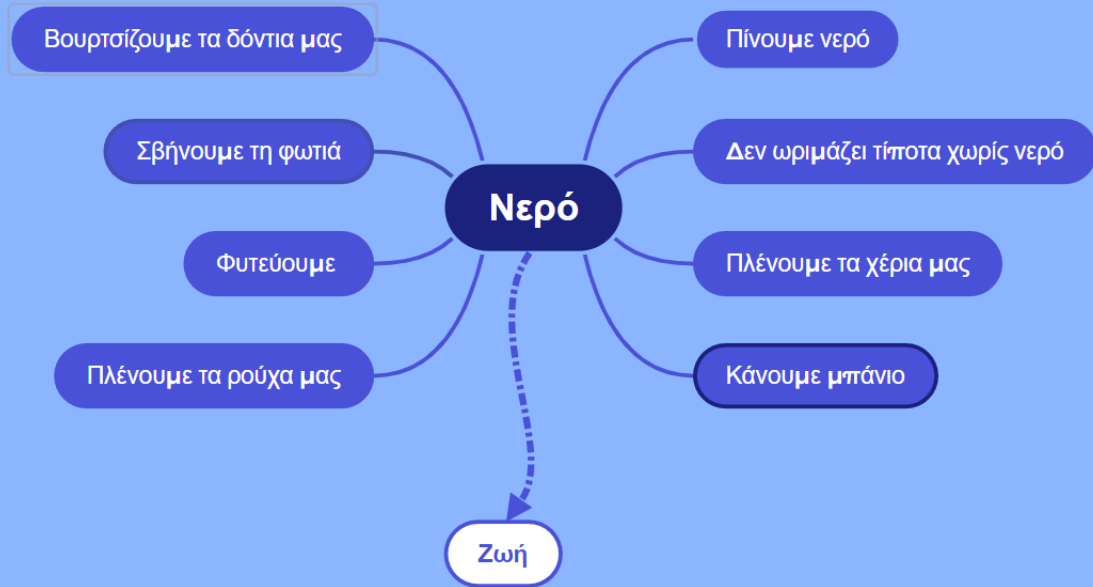 Βουρτσίζουμε τα δόντια μας
Πίνουμε νερό
Σβήνουμε τη φωτιά
Δεν ωριμάζει τίποτα χωρίς νερό
Νερό
Φυτεύουμε
Πλένουμε τα χέρια μας
Πλένουμε τα ρούχα μας
Κάνουμε μπάνιο
Ζωή